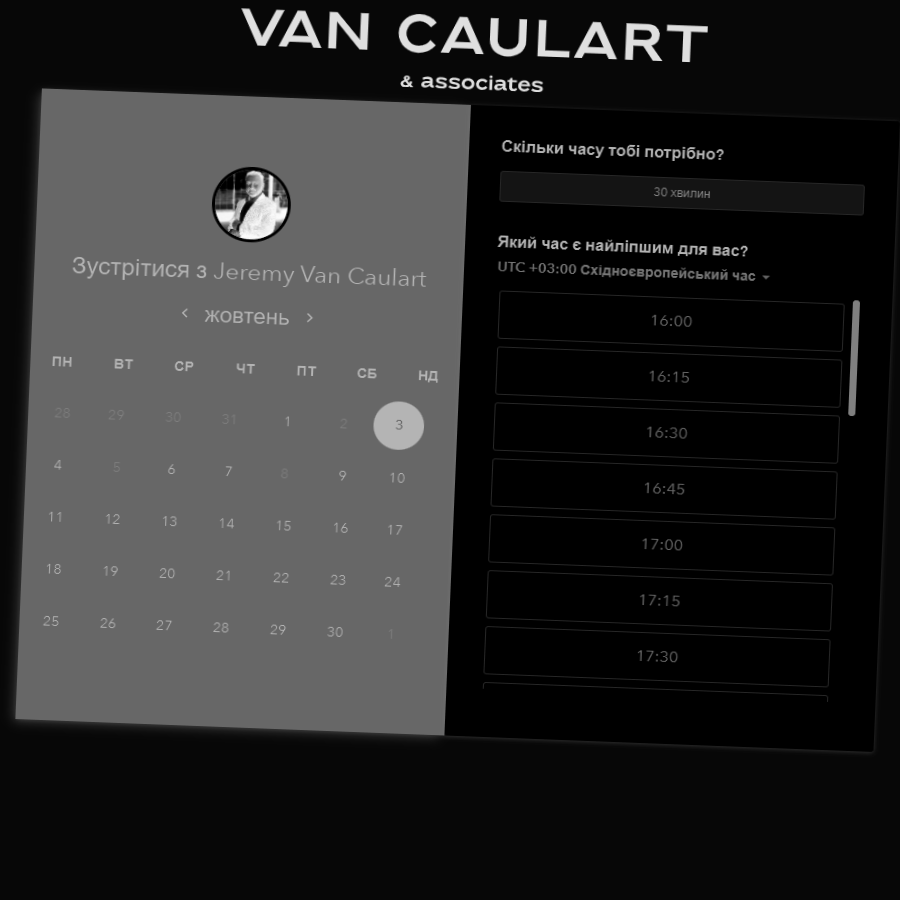 VAN CAULART
& associates
Зустрітися з Jeremy Van Caulart
жовтень
ПН ВТ СР ЧТ ПТ СБ НД
28 29 30 31 1 2 3
4 5 6 7 8 9 10
11 12 13 14 15 16 17
18 19 20 21 22 23 24
25 26 27 28 29 30 1
Скільки часу тобі потрібно?
30 хвилин
Який час є найліпшим для вас?
UTC +03:00 Східноєвропейський час
16:00
16:15
16:30
16:45
17:00
17:15
17:30